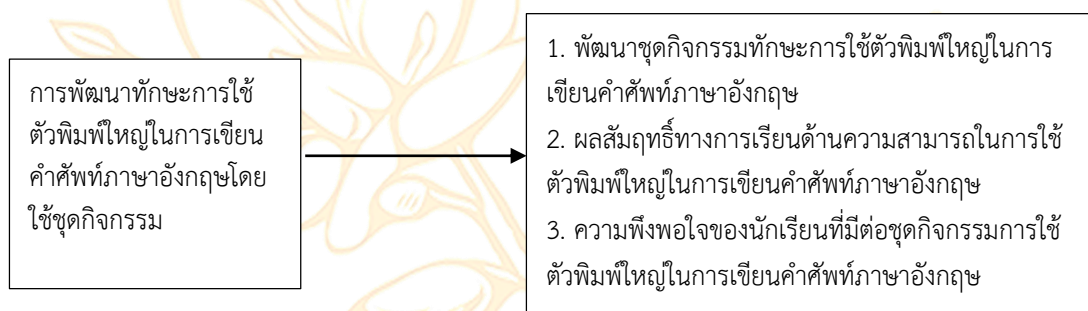 การพัฒนาทักษะการใช้
ตัวพิมพ์ใหญ่ในการเขียน
คำศัพท์ภาษาอังกฤษโดย
ใช้ชุดกิจกรรม
1. พัฒนาชุดกิจกรรมทักษะการใช้ตัวพิมพ์ใหญ่ในการ
เขียนคำศัพท์ภาษาอังกฤษ
2. ผลสัมฤทธิ์ทางการเรียนด้านความสามารถในการใช้
ตัวพิมพ์ใหญ่ในการเขียนคำศัพท์ภาษาอังกฤษ
3. ความพึงพอใจของนักเรียนที่มีต่อชุดกิจกรรมการใช้
ตัวพิมพ์ใหญ่ในการเขียนคำศัพท์ภาษาอังกฤษ